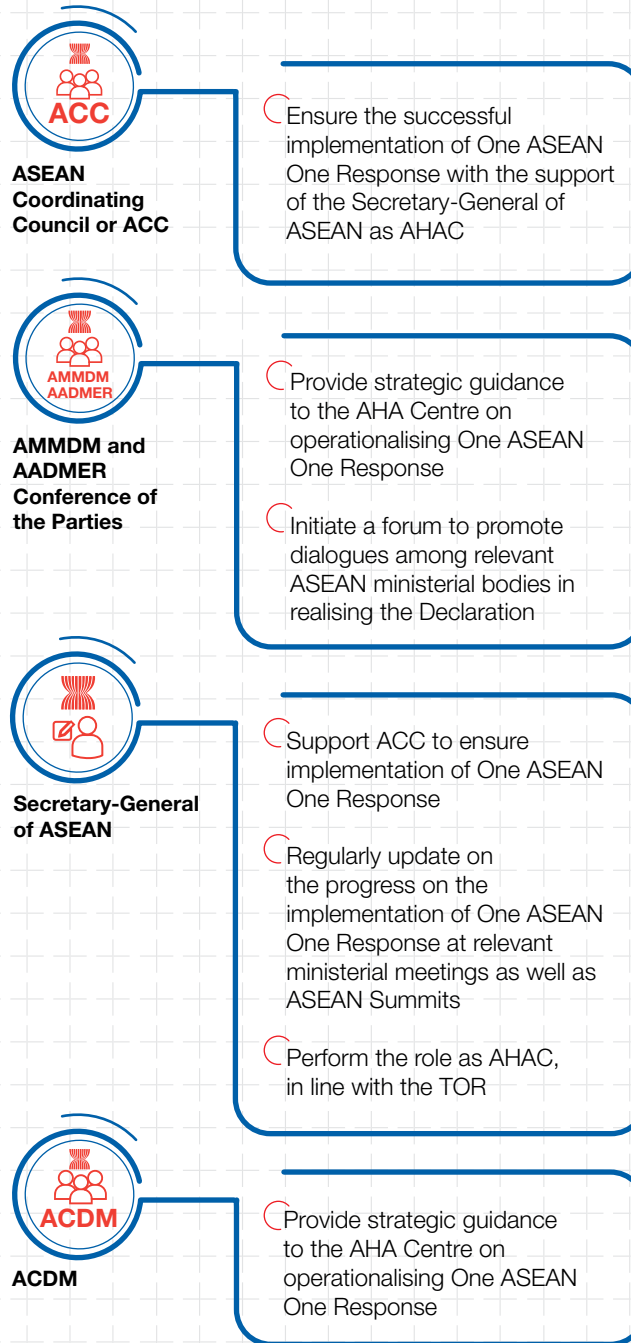 ACC
ASEAN
Coordinating
Council or ACC
Ensure the successful
implementation of One ASEAN
One Response with the support
of the Secretary-General of
ASEAN as AHAC
AMMDM
AADMER
AMMDM and
AADMER
Conference of
the Parties
Provide strategic guidance
to the AHA Centre on
operationalising One ASEAN
One Response
Initiate a forum to promote
dialogues among relevant
ASEAN ministerial bodies in
realising the Declaration
Secretary-General
of ASEAN
Support ACC to ensure
implementation of One ASEAN
One Response
Regularly update on
the progress on the
implementation of One ASEAN
One Response at relevant
ministerial meetings as well as
ASEAN Summits
Perform the role as AHAC,
in line with the TOR
ACDM
ACDM
Provide strategic guidance
to the AHA Centre on
operationalising One ASEAN
One Response